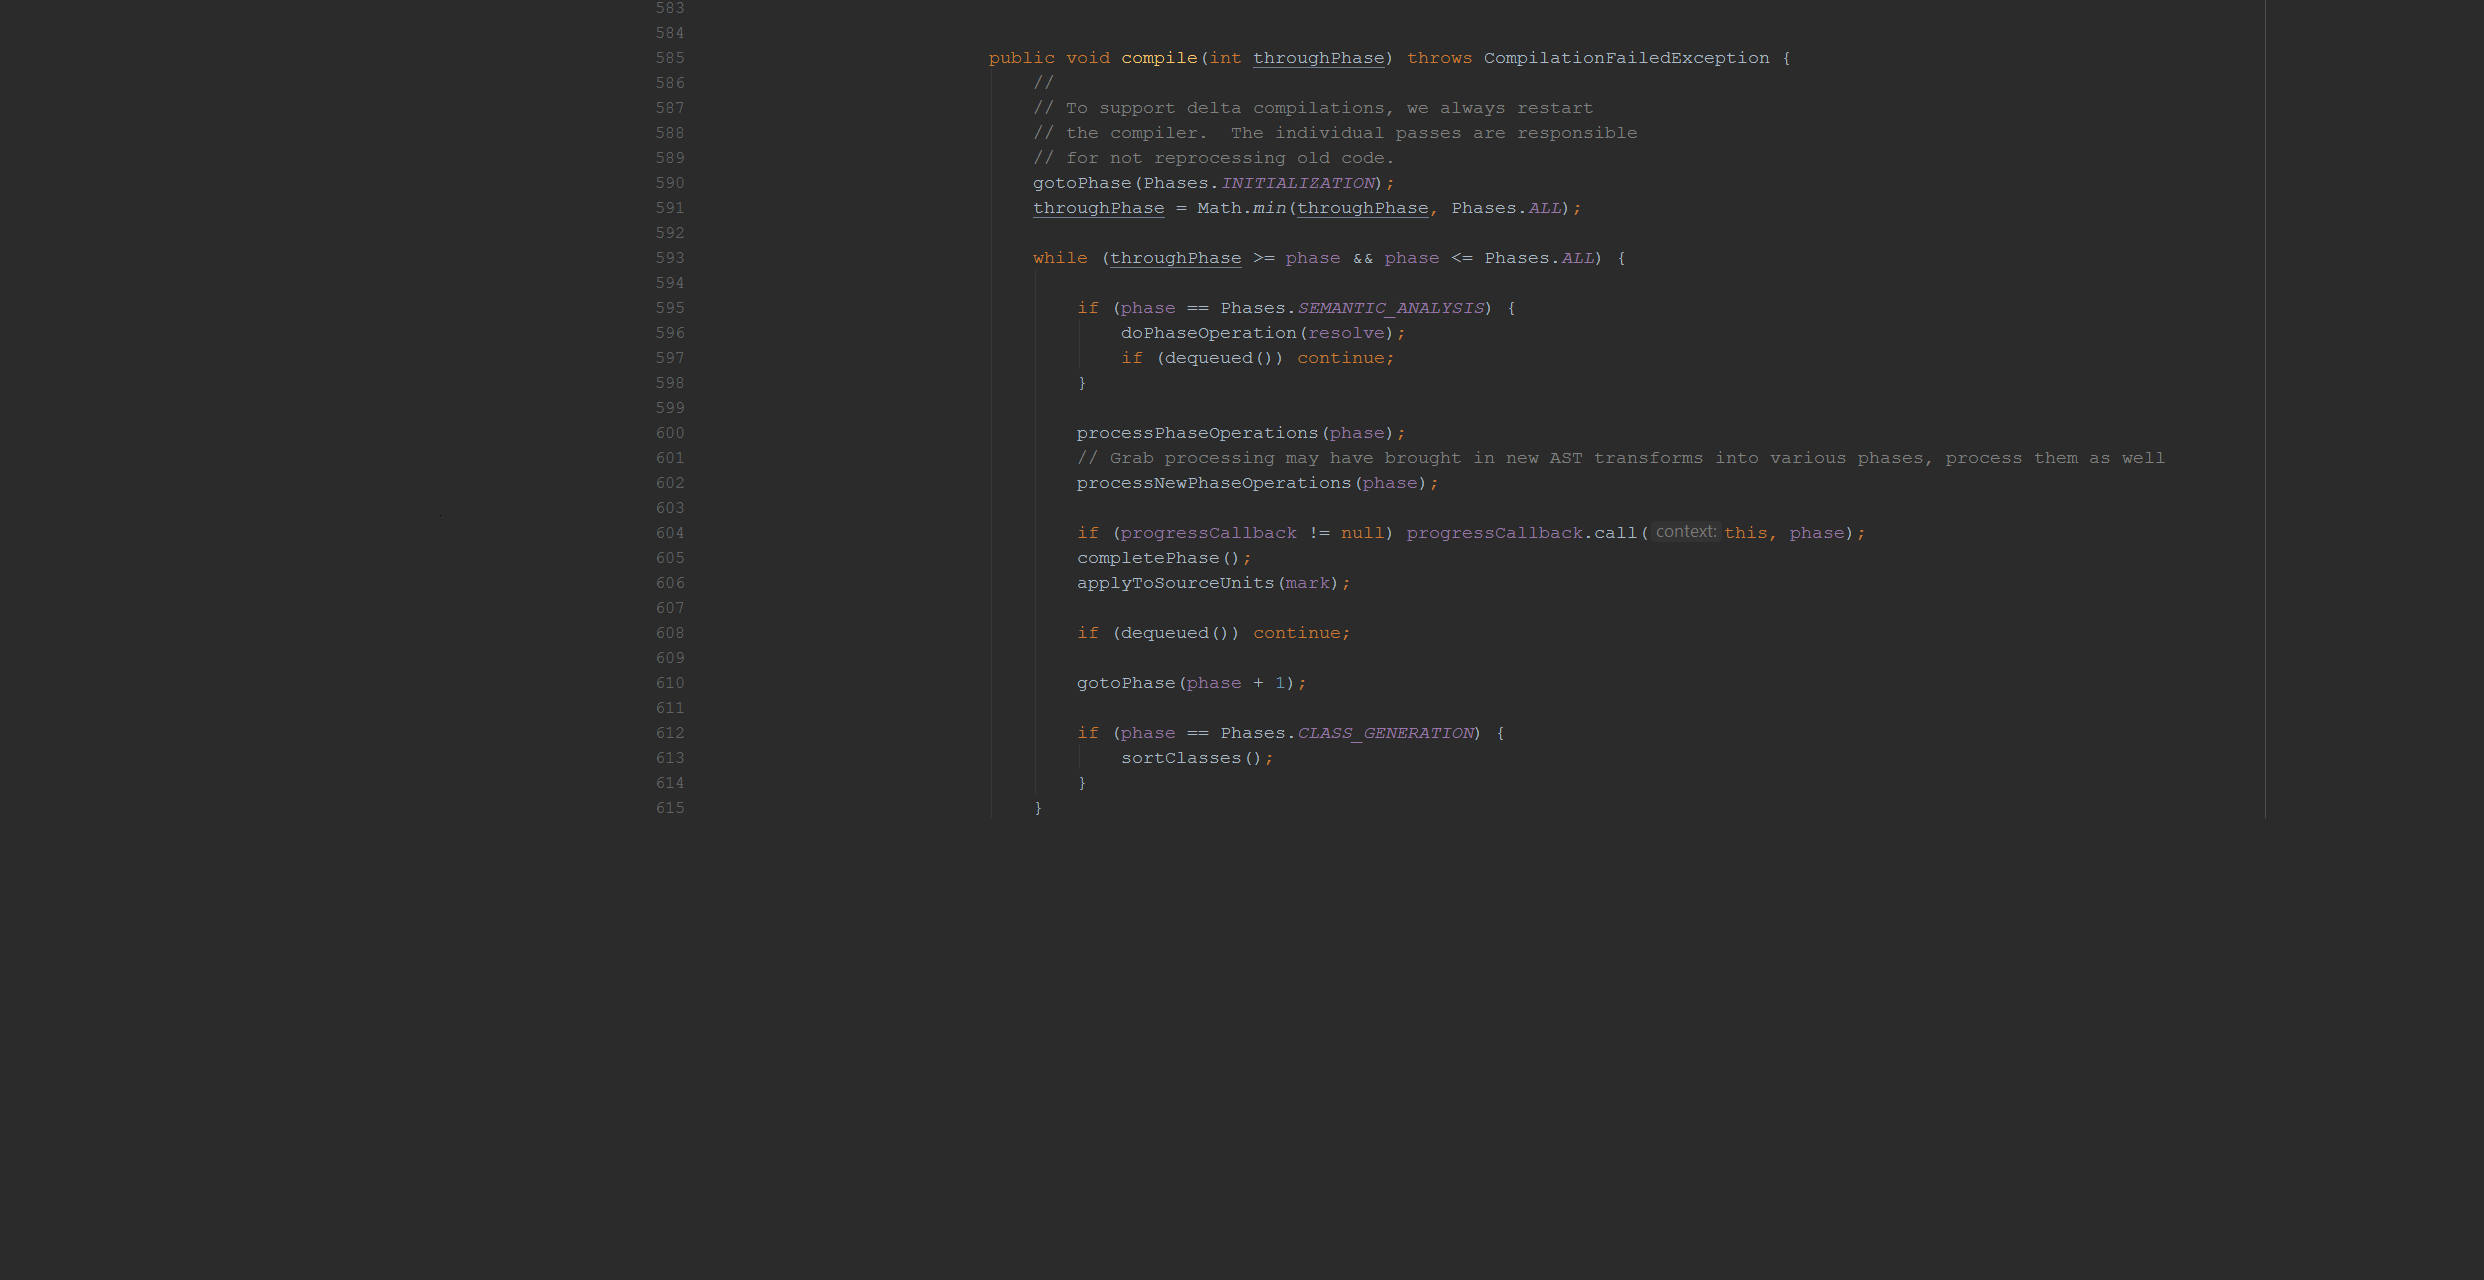 583
584
585 public void compile(int throughPhase) throws CompilationFailedException {
586 //
587 // To support delta compilations, we always restart
588 // the compiler.  The individual passes are responsible
589 // for not reprocessing old code.
590 gotoPhase(Phases.INITIALIZATION);
591 throughPhase = Math.min(throughPhase, Phases.ALL);
592
593 while (throughPhase >= phase && phase <= Phases.ALL) {
594
595 if (phase == Phases.SEMANTIC_ANALYSIS) {
596 doPhaseOperation(resolve);
597 if (dequeued()) continue;
598 }
599
600 processPhaseOperations(phase);
601 // Grab processing may have brought in new AST transforms into various phases, process them as well
602 processNewPhaseOperations(phase);
603
604 if (progressCallback != null) progressCallback.call( context: this, phase);
605 completePhase();
606 applyToSourceUnits(mark);
607
608 if (dequeued()) continue;
609
610 gotoPhase(phase + 1);
611
612 if (phase == Phases.CLASS_GENERATION) {
613 sortClasses();
614 }
615 }